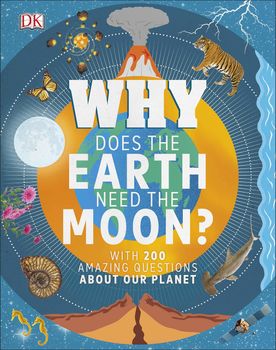 DK
WHY
DOES THE
EARTH
NEED THE
MOON?
WITH 200
AMAZING QUESTIONS
ABOUT OUR PLANET